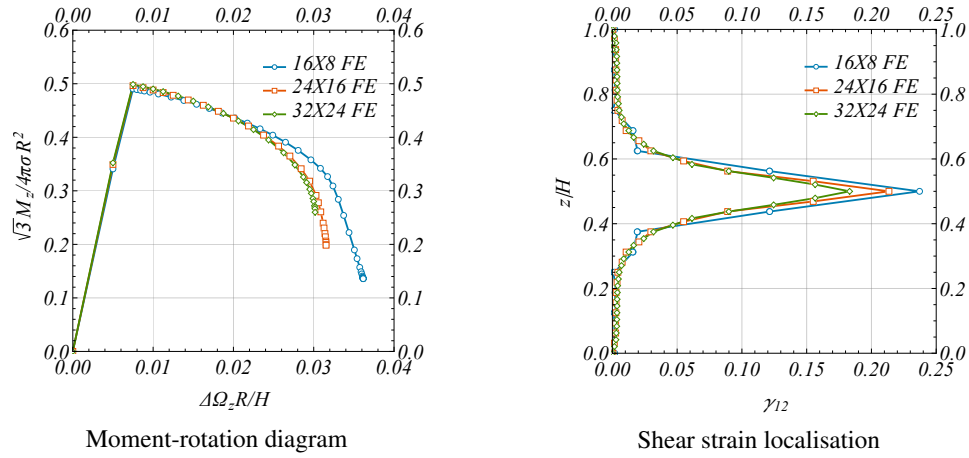 0.00 0.01 0.02 0.03 0.04
0.5
0.4
0.3
0.2
0.1
0.0
0.5
0.4
0.3
0.2
0.1
0.0
16X8 FE
24X16 FE
32X24 FE
√3 M_z/4πσR²
0.00 0.01 0.02 0.03 0.04
ΔΩ_zR/H
Moment-rotation diagram
0.00 0.05 0.10 0.15 0.20 0.25
1.0
0.8
0.6
0.4
0.2
0.0
1.0
0.8
0.6
0.4
0.2
0.0
16X8 FE
24X16 FE
32X24 FE
z/H
0.00 0.05 0.10 0.15 0.20 0.25
γ₁₂
Shear strain localisation